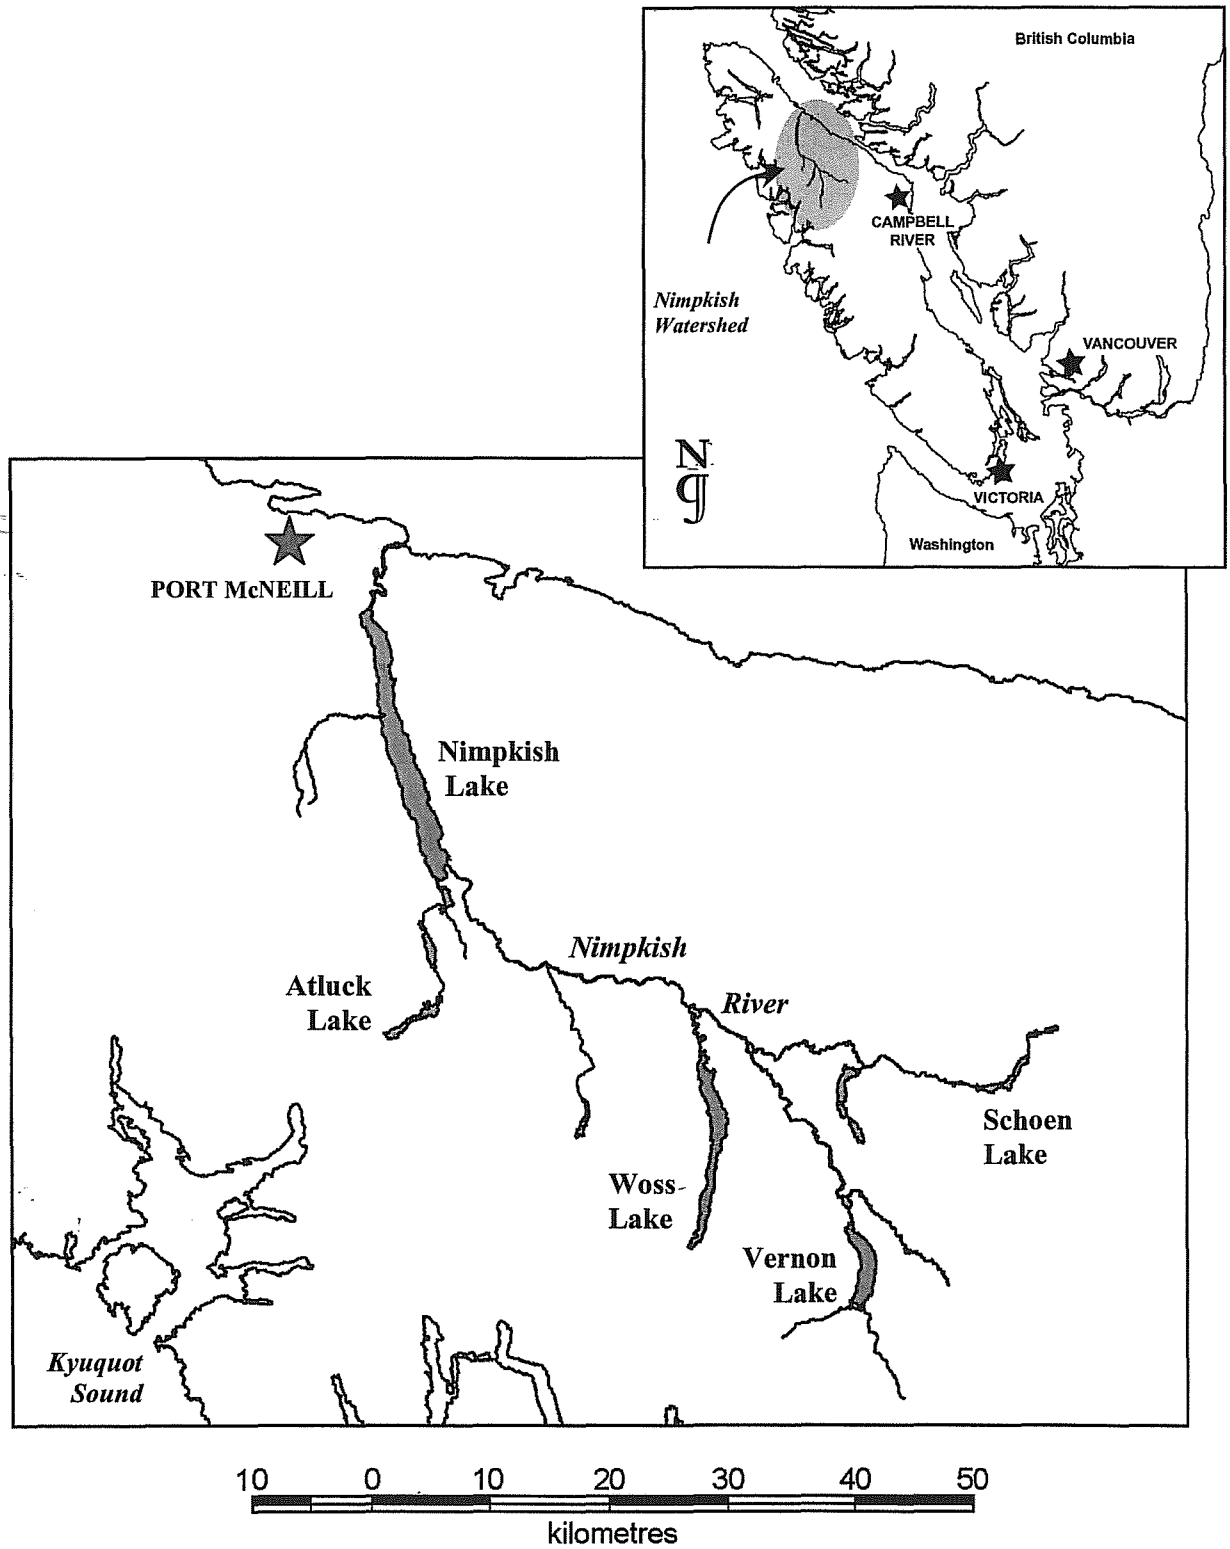 British Columbia
CAMPBELL
RIVER
Nimpkish
Watershed
VANCOUVER
N
VICTORIA
Washington
PORT McNEILL
Nimpkish
Lake
Nimpkish
River
Atluck
Lake
Schoen
Lake
Woss
Lake
Vernon
Lake
Kyuquot
Sound
10 0 10 20 30 40 50
kilometres